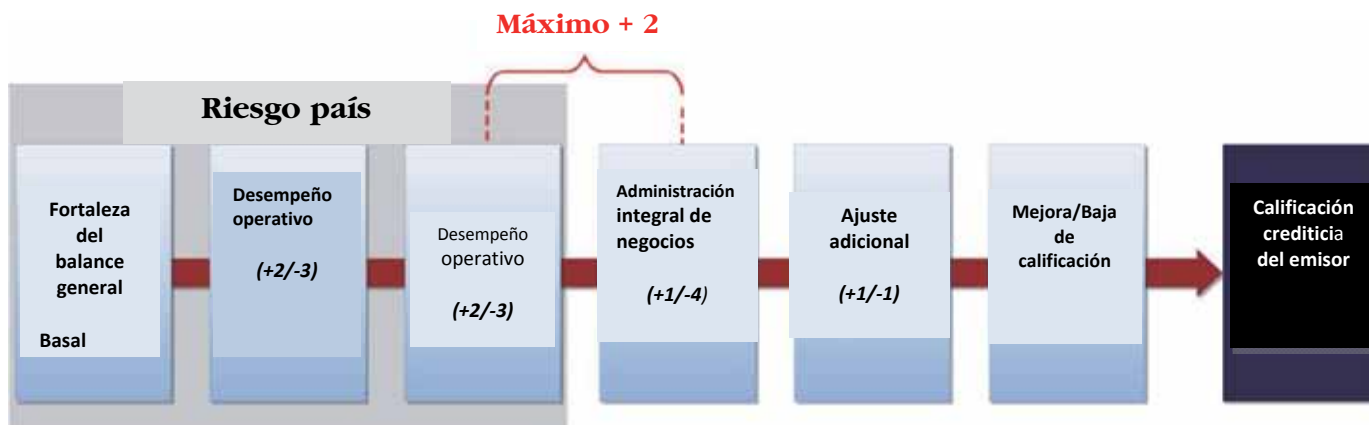 Máximo + 2
Riesgo país
Fortaleza
del
balance
general
Basal
Desempeño
operativo
(+2/-3)
Desempeño
operativo
(+2/-3)
Administración
integral de
negocios
(+1/-4)
Ajuste
adicional
(+1/-1)
Mejora/Baja
de
calificación
Calificación
crediticia
del emisor